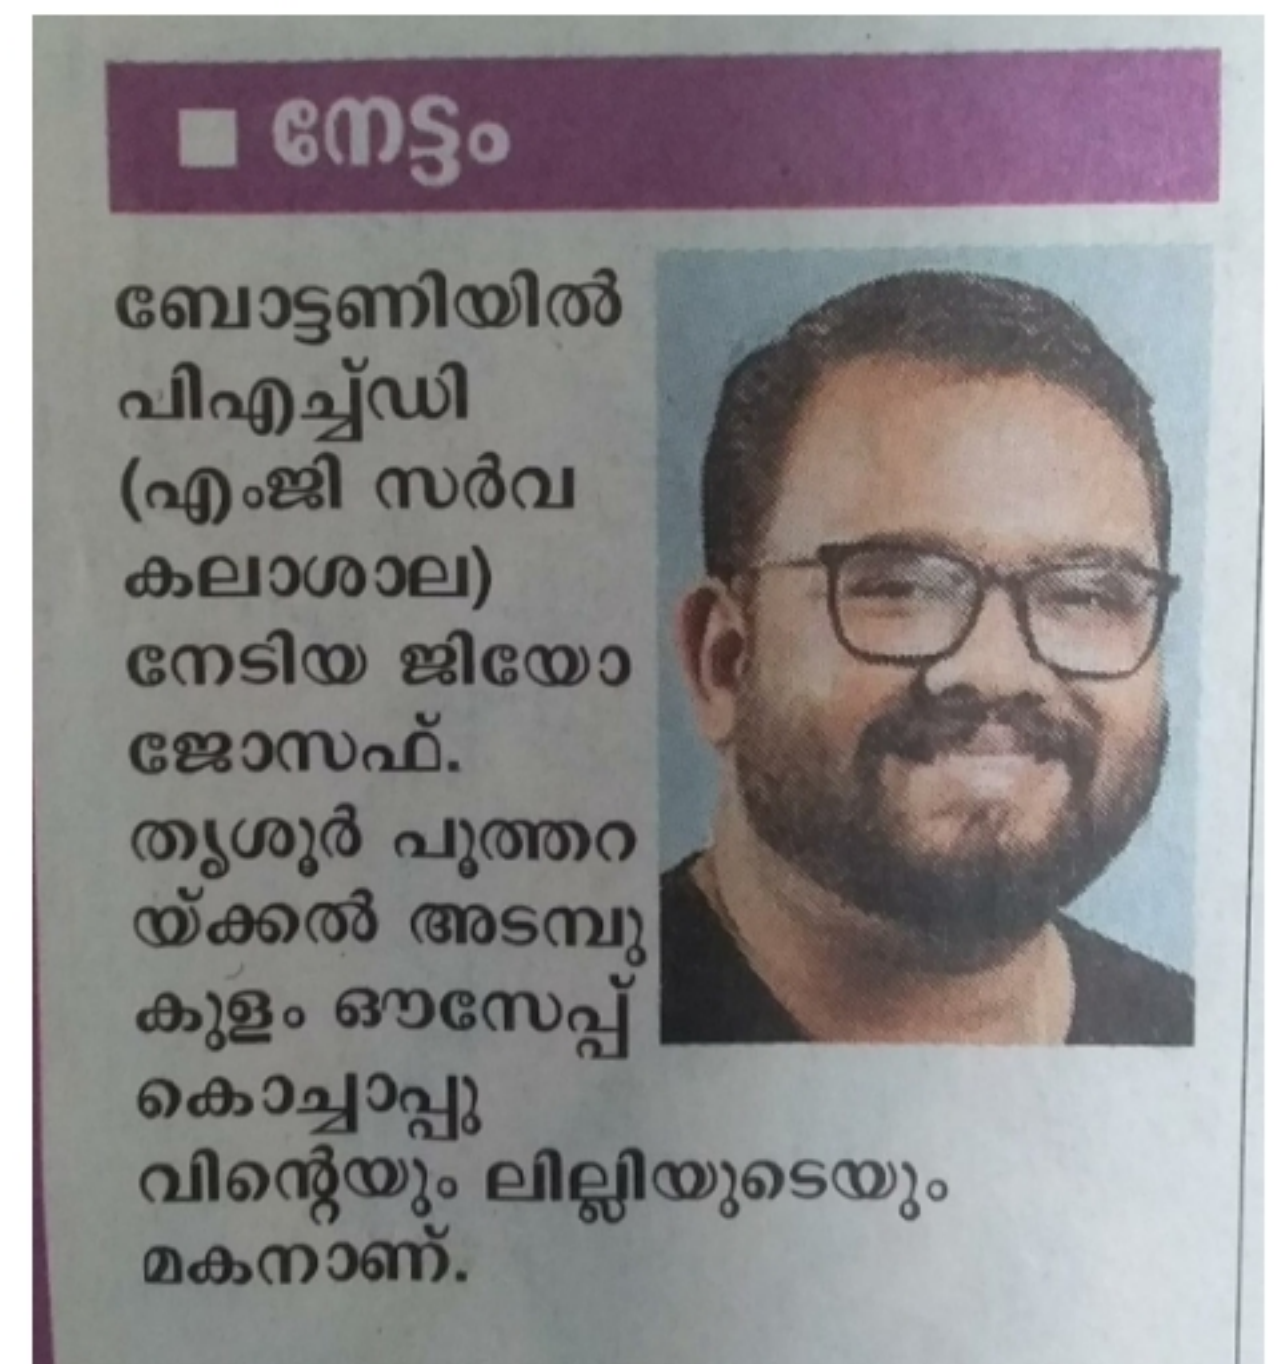 നേട്ടം
ബോട്ടണിയിൽ
പിഎച്ച്ഡി
(എംജി സർവ
കലാശാല)
നേടിയ ജിയോ
ജോസഫ്.
തൃശൂർ പൂത്തറ
യ്ക്കൽ അടമ്പു
കുളം ഔസേപ്പ്
കൊച്ചാപ്പു
വിന്റെയും ലില്ലിയുടെയും
മകനാണ്.